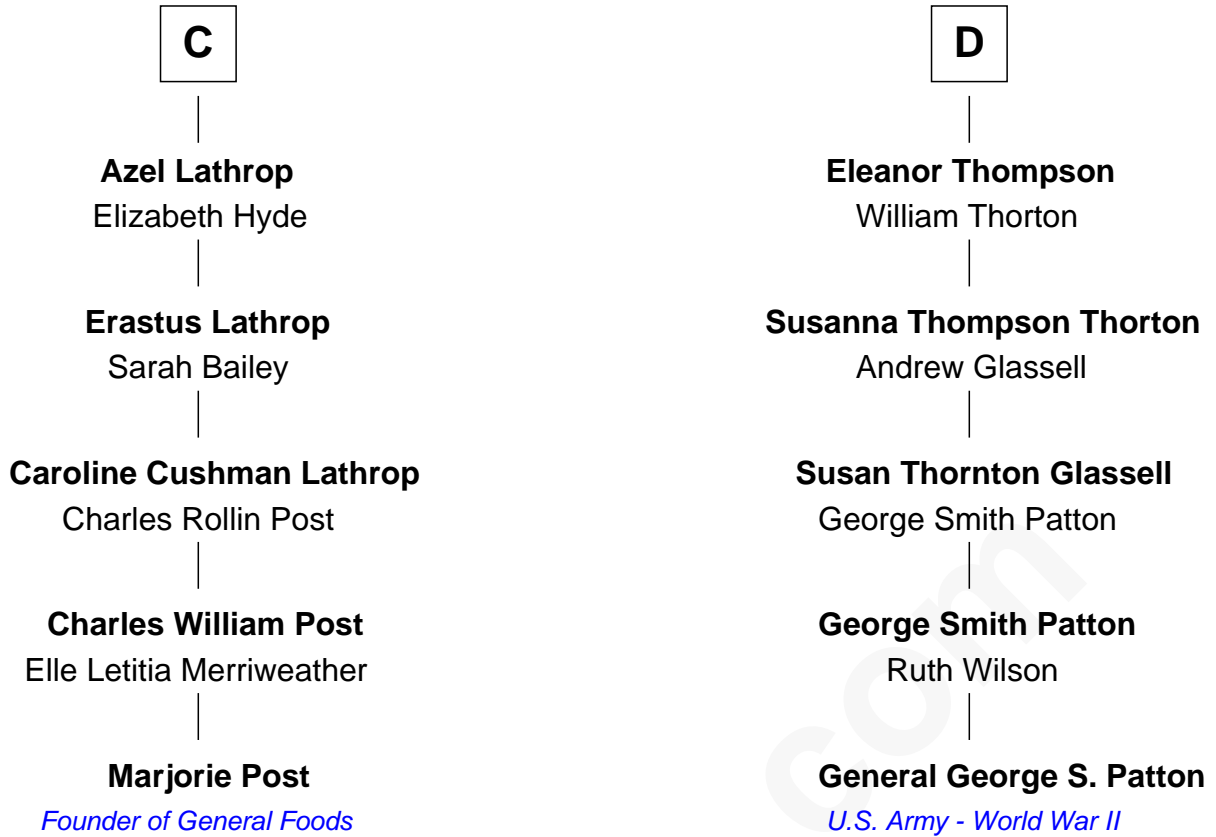 C
Azel Lathrop
Elizabeth Hyde
Erastus Lathrop
Sarah Bailey
Caroline Cushman Lathrop
Charles Rollin Post
Charles William Post
Elle Letitia Merriweather
Marjorie Post
Founder of General Foods
D
Eleanor Thompson
William Thorton
Susanna Thompson Thorton
Andrew Glassell
Susan Thornton Glassell
George Smith Patton
George Smith Patton
Ruth Wilson
General George S. Patton
U.S. Army - World War II
com